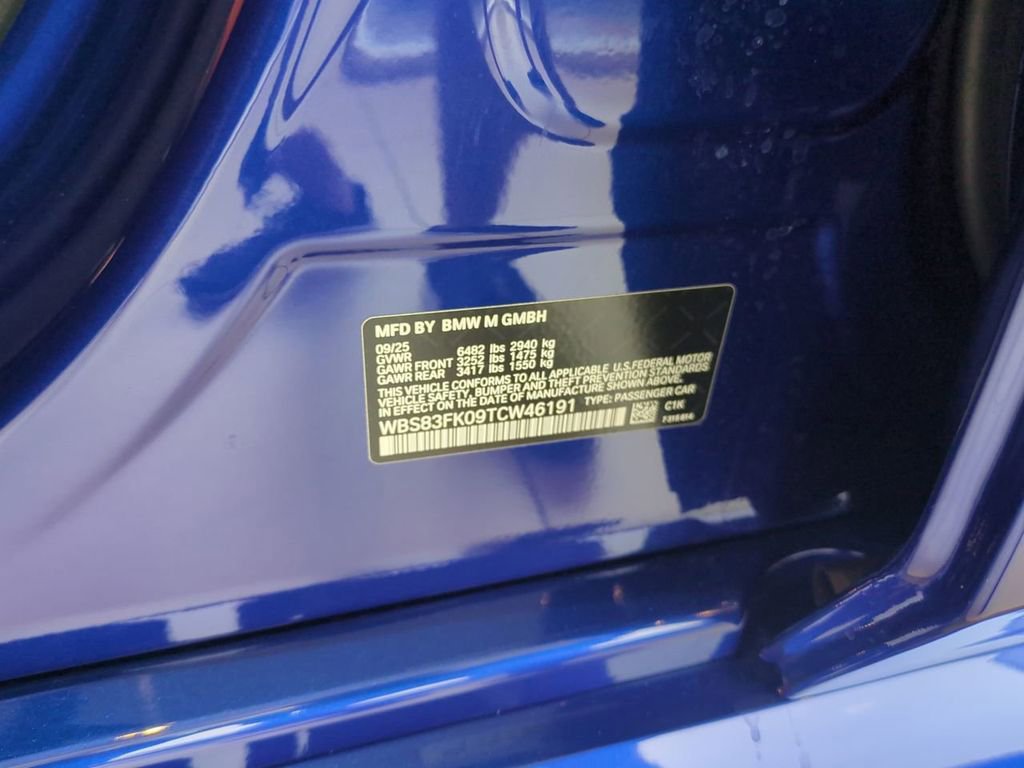 MFD BY BMW M GMBH
09/25
GVWR 6482 lbs 2940 kg
GAWR FRONT 3252 lbs 1475 kg
GAWR REAR 3417 lbs 1550 kg
THIS VEHICLE CONFORMS TO ALL APPLICABLE U.S.FEDERAL MOTOR
VEHICLE SAFETY, BUMPER AND THEFT PREVENTION STANDARDS
IN EFFECT ON THE DATE OF MANUFACTURE SHOWN ABOVE.
WBS83FK09TCW46191 TYPE: PASSENGER CAR
C1K